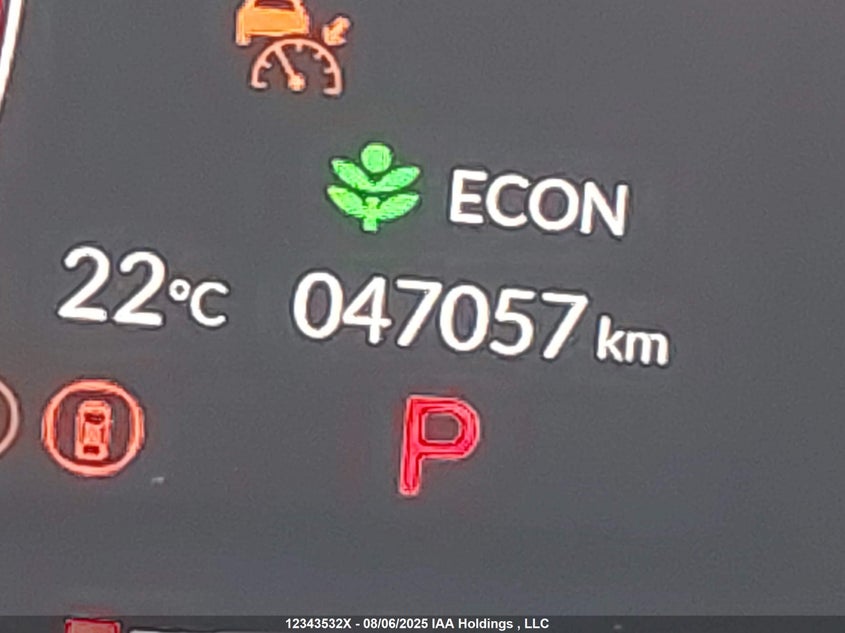 ECON
22°C 047057 km
P
12343532X - 08/06/2025 IAA Holdings , LLC